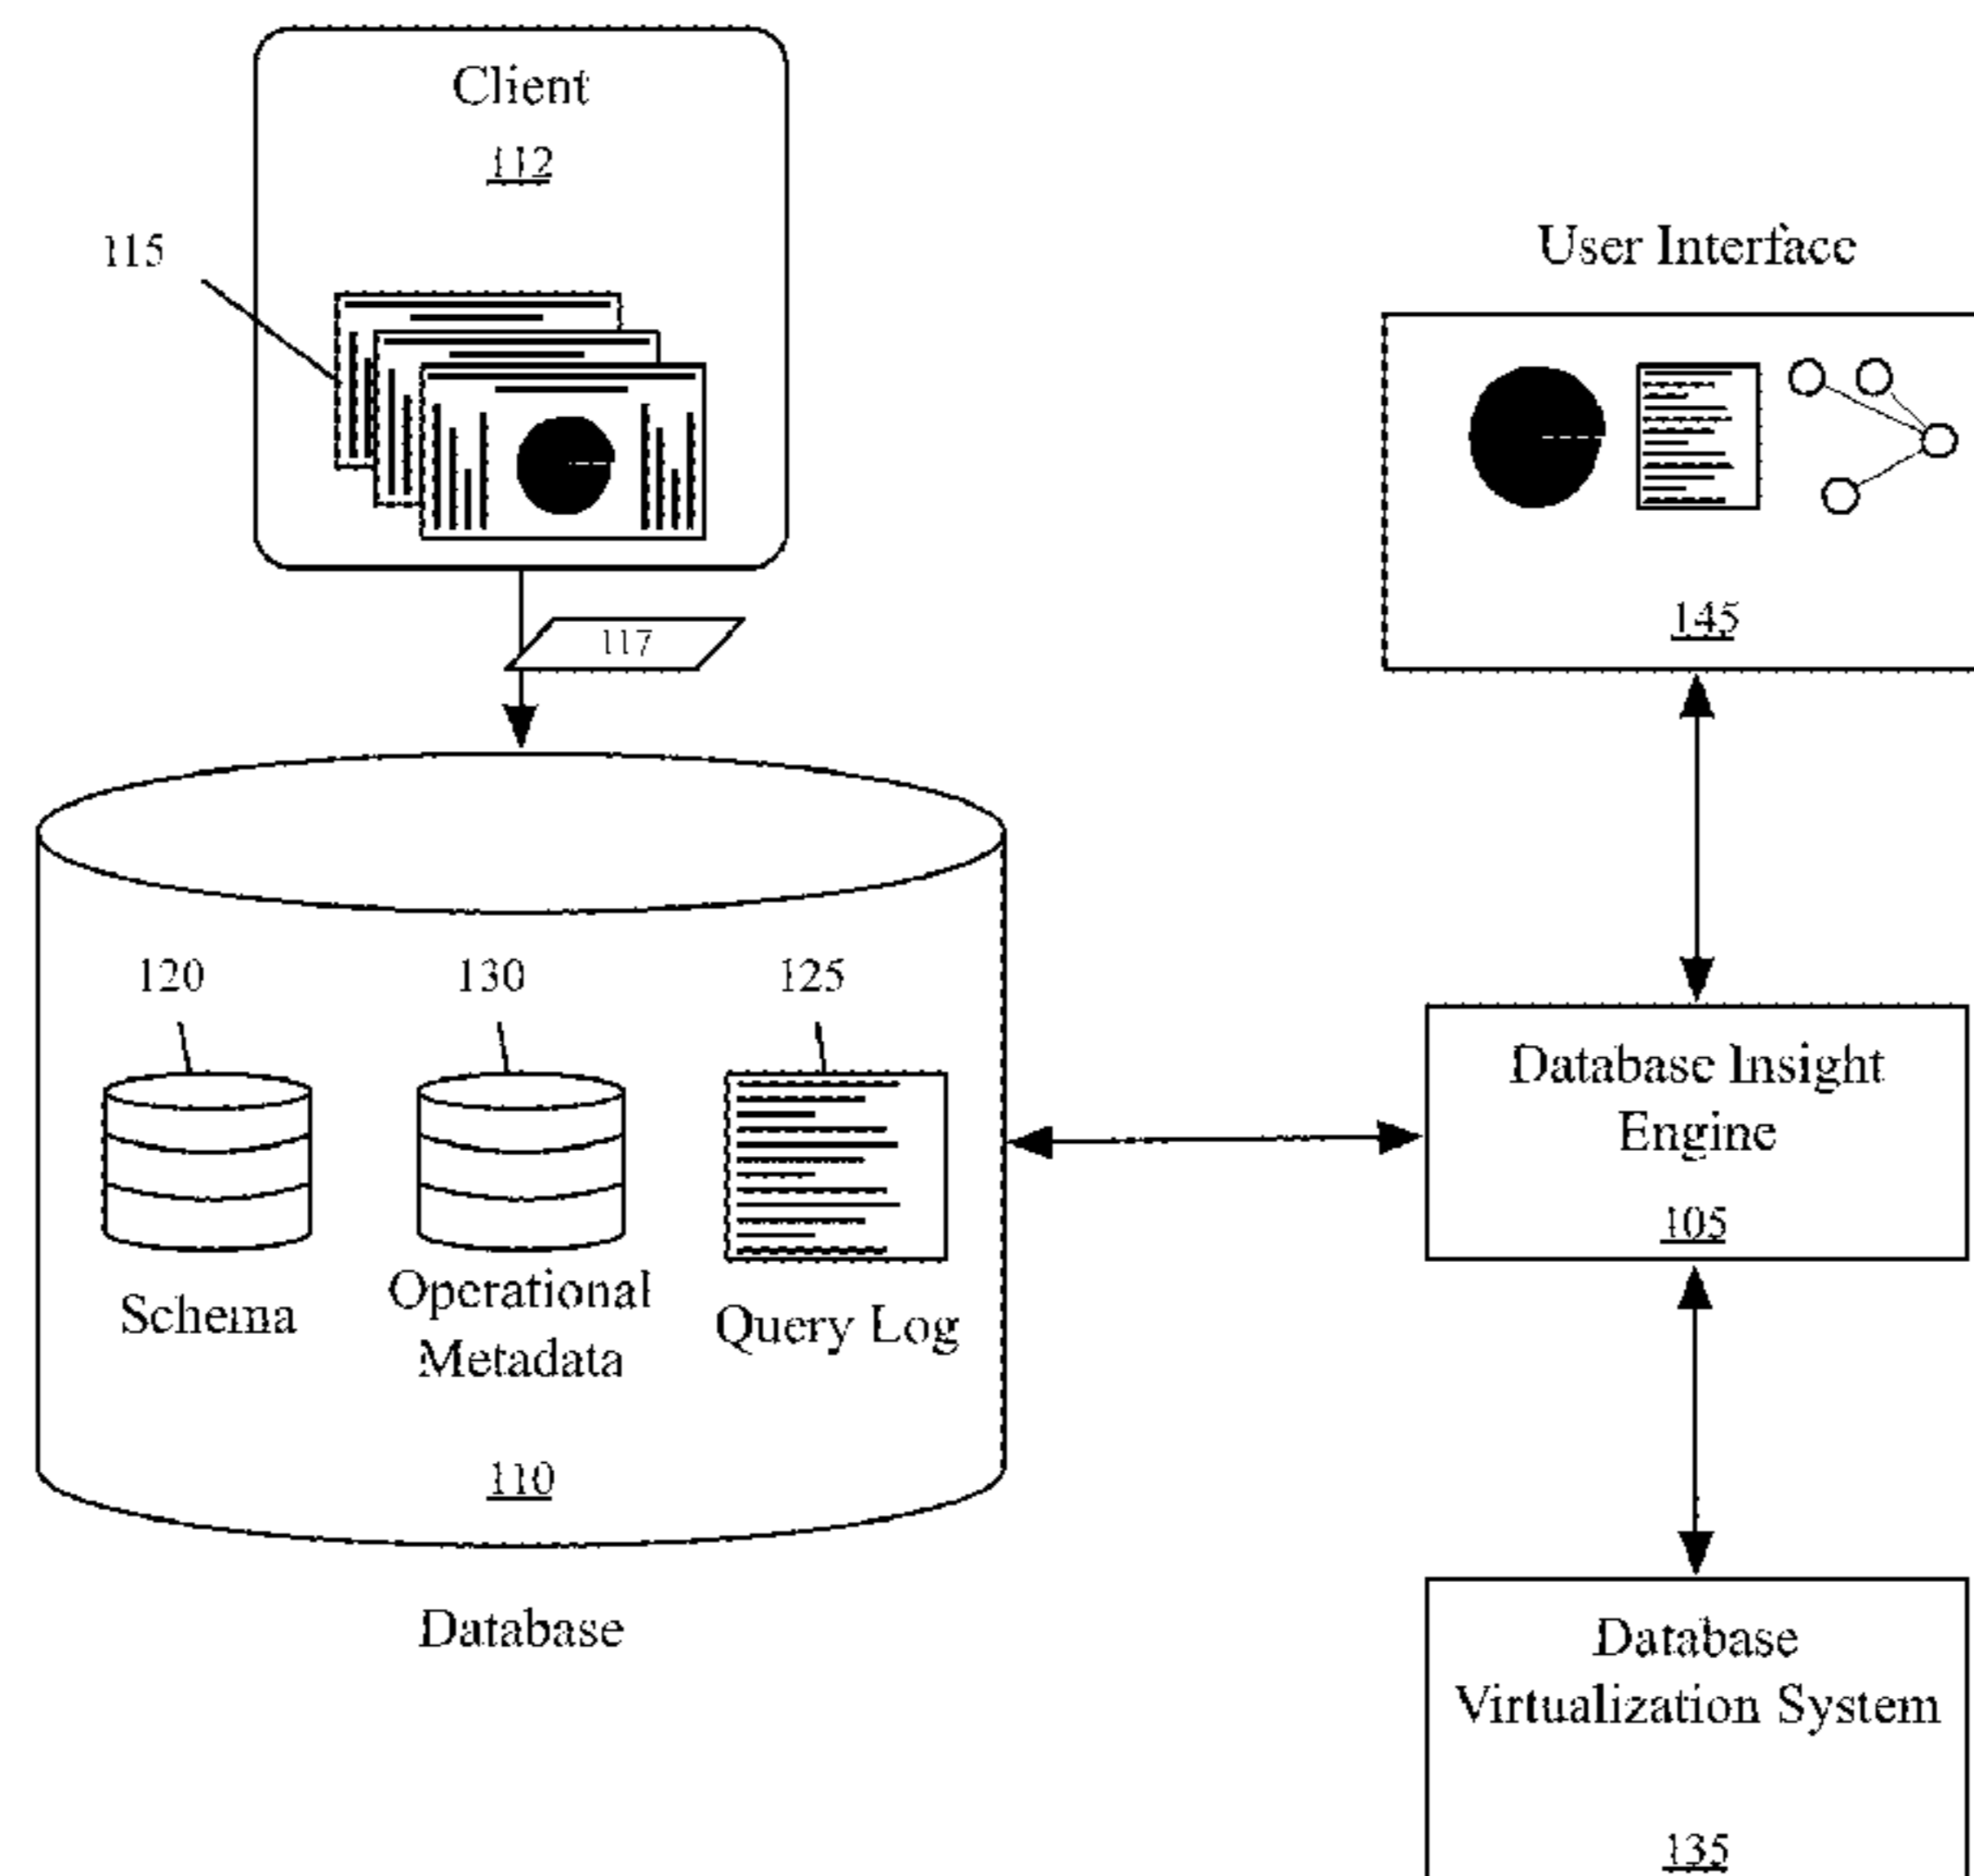 Client
112
115
117
User Interface
145
120
130
125
Schema
Operational
Metadata
Query Log
110
Database
Database Insight
Engine
105
Database
Virtualization System
135